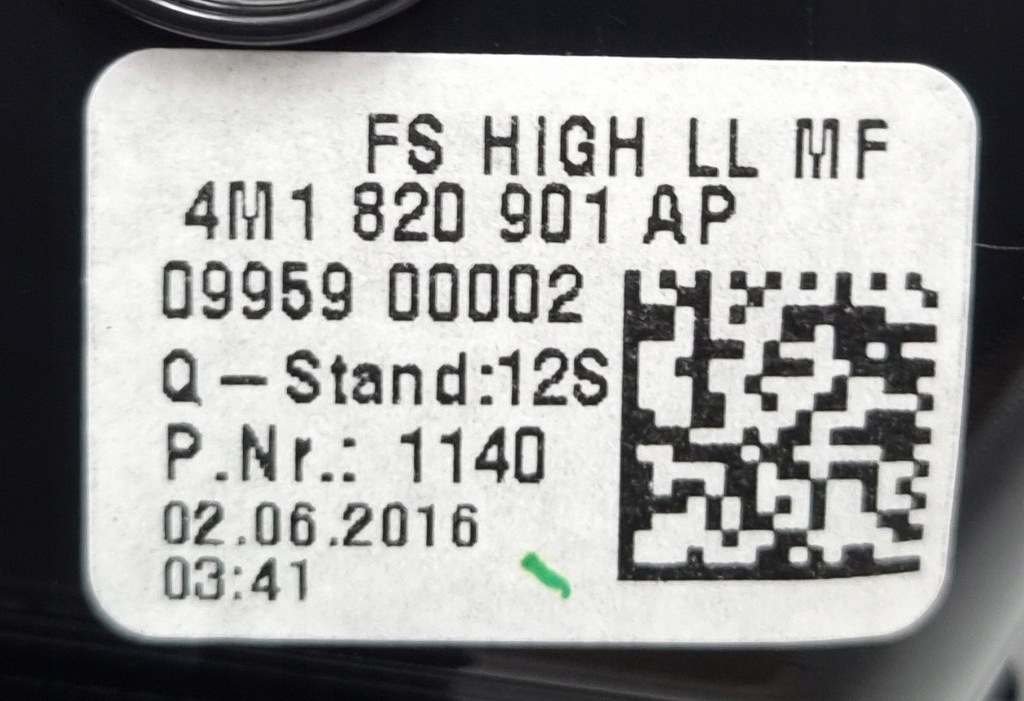 FS HIGH LL MF
4M1 820 901 AP
09959 00002
Q – Stand:12S
P.Nr.: 1140
02.06.2016
03:41